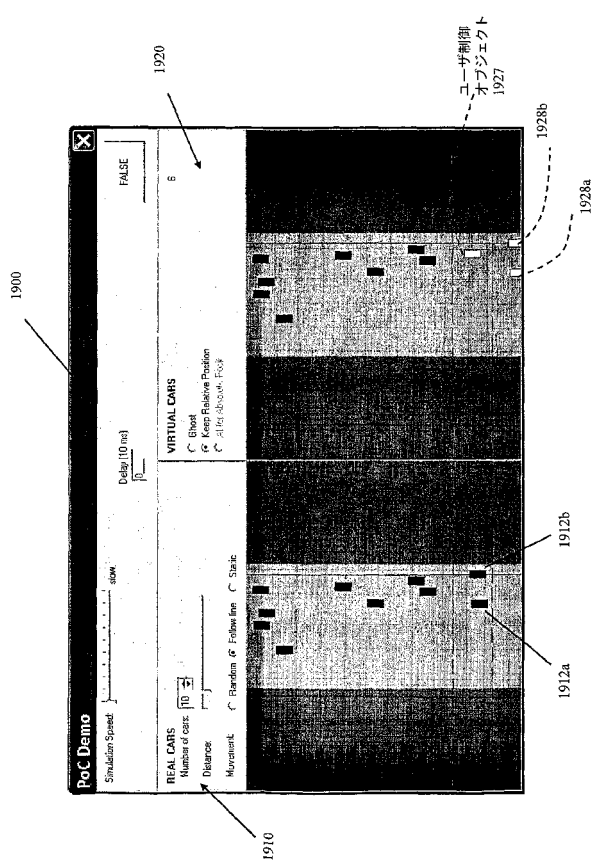 1900
PoC Demo
Simulation Speed:
slow
Delay (10 ms)
0
FALSE
REAL CARS
Number of cars:
10
Distance:
Movement:
Random
Follow line
Static
VIRTUAL CARS
Ghost
Keep Relative Position
6
1910
1920
ユーザ制御
オブジェクト
1927
1912a
1912b
1928a
1928b